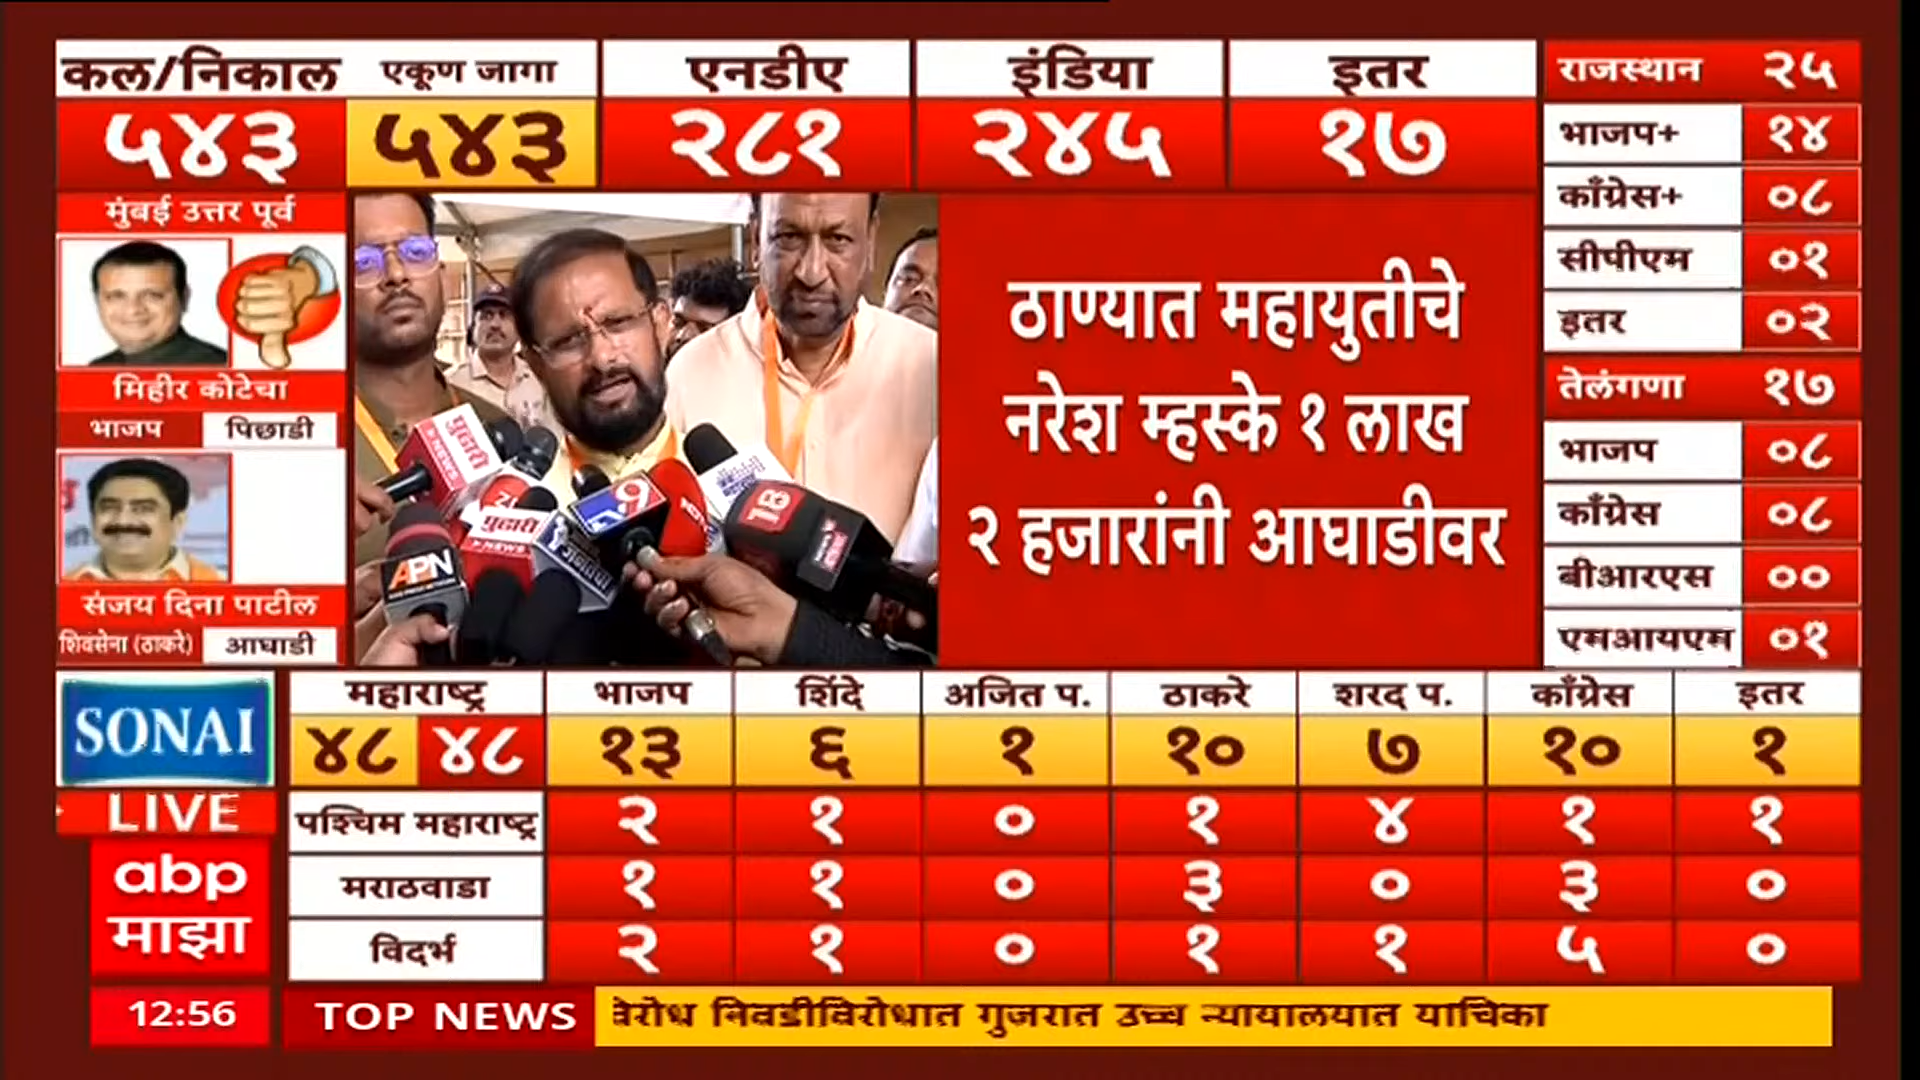 कल/निकाल एकूण जागा एनडीए इंडिया इतर
५४३ ५४३ २८१ २४५ १७
राजस्थान २५
भाजप+ १४
काँग्रेस+ ०८
सीपीएम ०१
इतर ०२
तेलंगणा १७
भाजप ०८
काँग्रेस ०८
बीआरएस ००
एमआयएम ०१
मुंबई उत्तर पूर्व
मिहीर कोटेचा
भाजप पिछाडी
संजय दिना पाटील
शिवसेना (ठाकरे) आघाडी
पुढारी
NEWS
पुढारी
NEWS
APN
TV9
18
ठाण्यात महायुतीचे
नरेश म्हस्के १ लाख
२ हजारांनी आघाडीवर
SONAI
महाराष्ट्र भाजप शिंदे अजित प. ठाकरे शरद प. काँग्रेस इतर
४८ ४८ १३ ६ १ १० ७ १० १
पश्चिम महाराष्ट्र २ १ ० १ ४ १ १
मराठवाडा १ १ ० ३ ० ३ ०
विदर्भ २ १ ० १ १ ५ ०
LIVE
abp
माझा
12:56
TOP NEWS
िरोध निवडीविरोधात गुजरात उच्च न्यायालयात याचिका